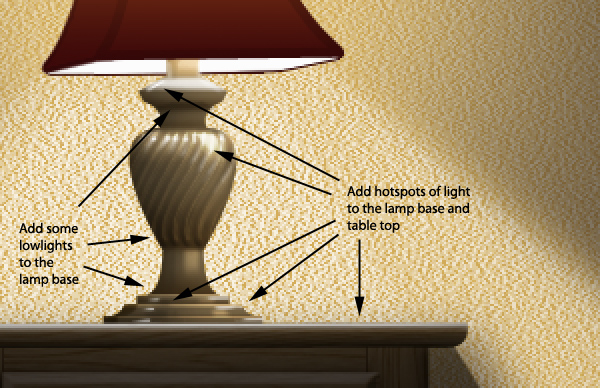 Add hotspots of light
to the lamp base and
table top
Add some
lowlights
to the
lamp base